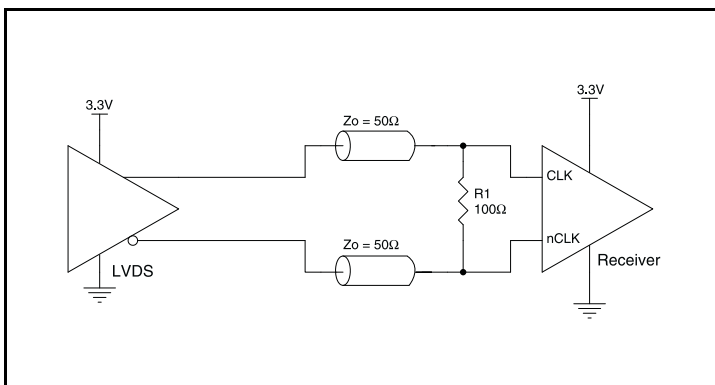 3.3V
3.3V
Zo = 50Ω
CLK
R1
100Ω
nCLK
Zo = 50Ω
LVDS
Receiver